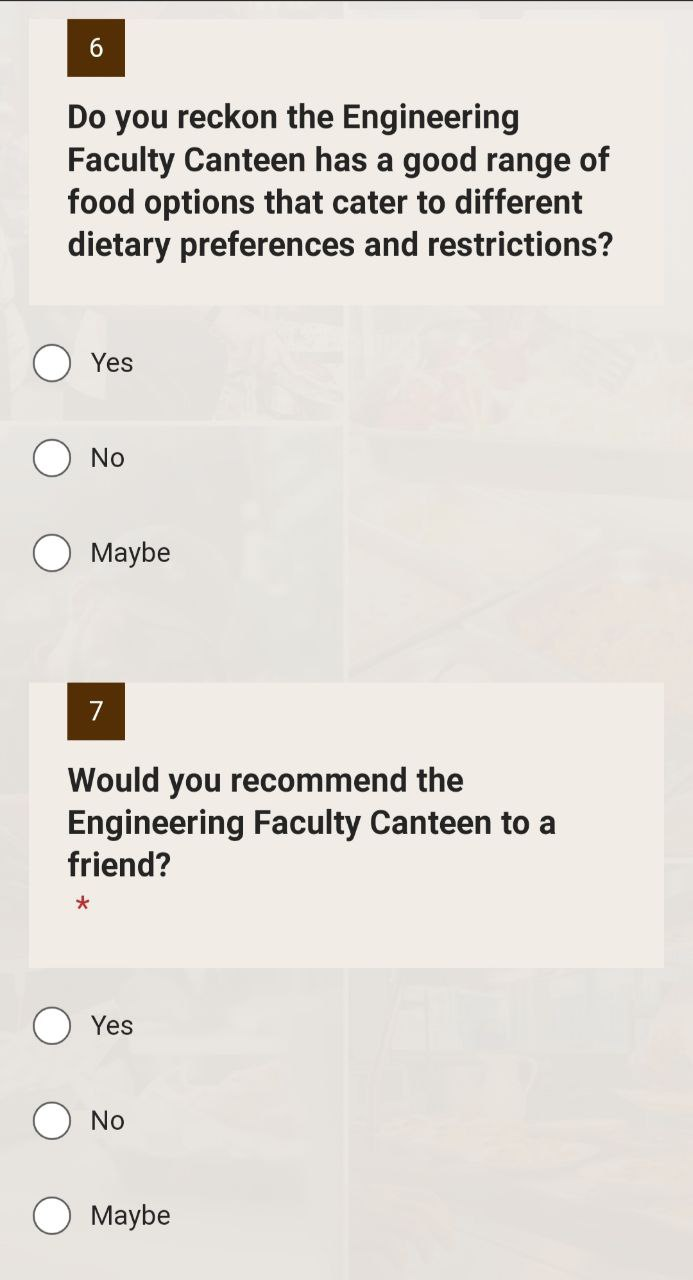 6
Do you reckon the Engineering
Faculty Canteen has a good range of
food options that cater to different
dietary preferences and restrictions?
Yes
No
Maybe
7
Would you recommend the
Engineering Faculty Canteen to a
friend?
*
Yes
No
Maybe